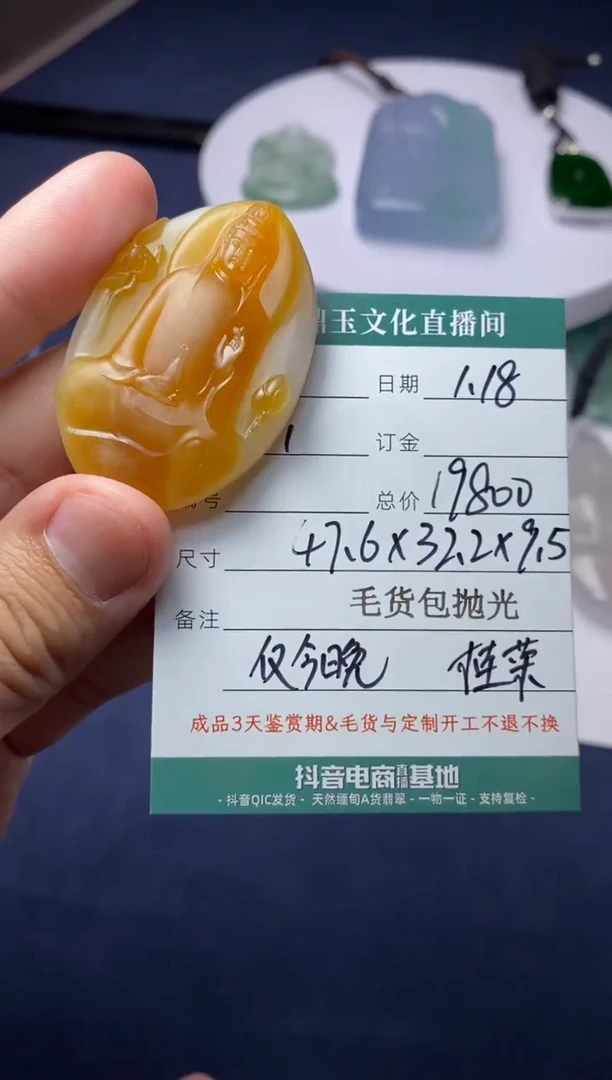 玉文化直播间
日期 1.18
1 订金
号 总价 19800
尺寸 47.6x32.2x9.5
毛货包抛光
备注
仅今日晚
成品3天鉴赏期&毛货与定制开工不退不换
抖音电商直播基地
- 抖音QIC发货 - 天然缅甸A货翡翠 - 一物一证 - 支持复检 -